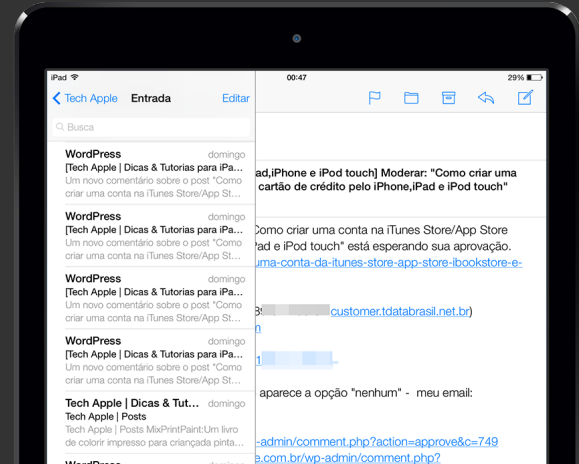 iPad
00:47
29%
Tech Apple
Entrada
Editar
Busca
WordPress domingo
[Tech Apple | Dicas & Tutorias para iPa...
Um novo comentário sobre o post "Como
criar uma conta na iTunes Store/App St...
WordPress domingo
[Tech Apple | Dicas & Tutorias para iPa...
Um novo comentário sobre o post "Como
criar uma conta na iTunes Store/App St...
WordPress domingo
[Tech Apple | Dicas & Tutorias para iPa...
Um novo comentário sobre o post "Como
criar uma conta na iTunes Store/App St...
WordPress domingo
[Tech Apple | Dicas & Tutorias para iPa...
Um novo comentário sobre o post "Como
criar uma conta na iTunes Store/App St...
Tech Apple | Dicas & Tut... domingo
Tech Apple | Posts
Tech Apple | Posts MixPrintPaint:Um livro
de colorir impresso para criançada pinta...
WordPress domingo
ad,iPhone e iPod touch] Moderar: "Como criar uma
cartão de crédito pelo iPhone,iPad e iPod touch"
Como criar uma conta na iTunes Store/App Store
Pad e iPod touch" está esperando sua aprovação.
uma-conta-da-itunes-store-app-store-ibookstore-e-
customer.tdatabrasil.net.br)
aparece a opção "nenhum" - meu email:
-admin/comment.php?action=approve&c=749
e.com.br/wp-admin/comment.php?